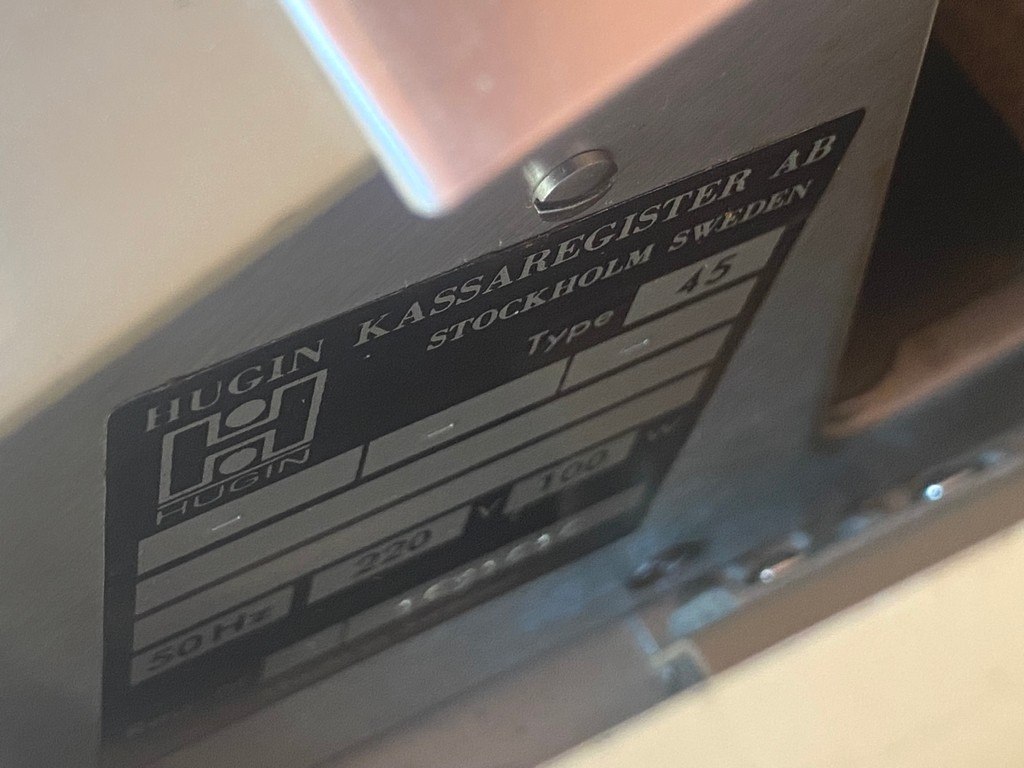 HUGIN KASSAREGISTER AB
STOCKHOLM SWEDEN
Type 45
HUGIN
50 Hz 220 V 100 W